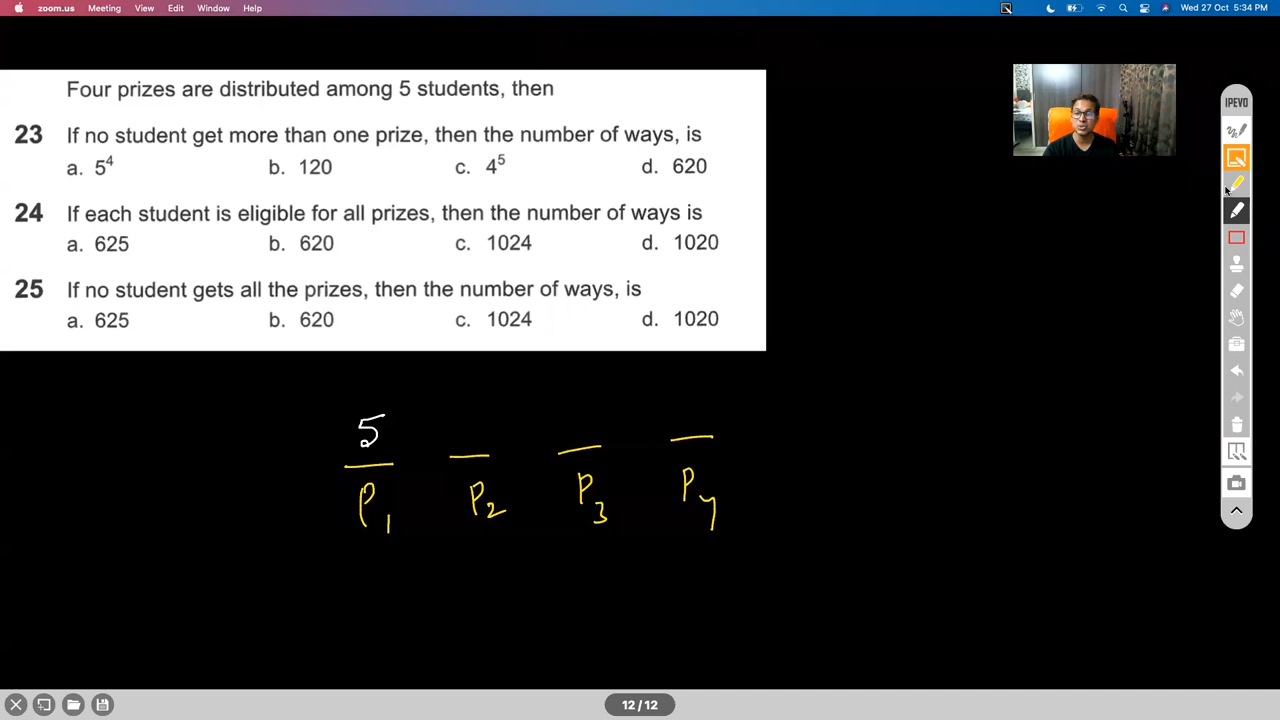 zoom.us Meeting View Edit Window Help Wed 27 Oct 5:34 PM
Four prizes are distributed among 5 students, then
23 If no student get more than one prize, then the number of ways, is
a. 5⁴ b. 120 c. 4⁵ d. 620
24 If each student is eligible for all prizes, then the number of ways is
a. 625 b. 620 c. 1024 d. 1020
25 If no student gets all the prizes, then the number of ways, is
a. 625 b. 620 c. 1024 d. 1020
IPEVO
5
P₁ P₂ P₃ P₄
12 / 12